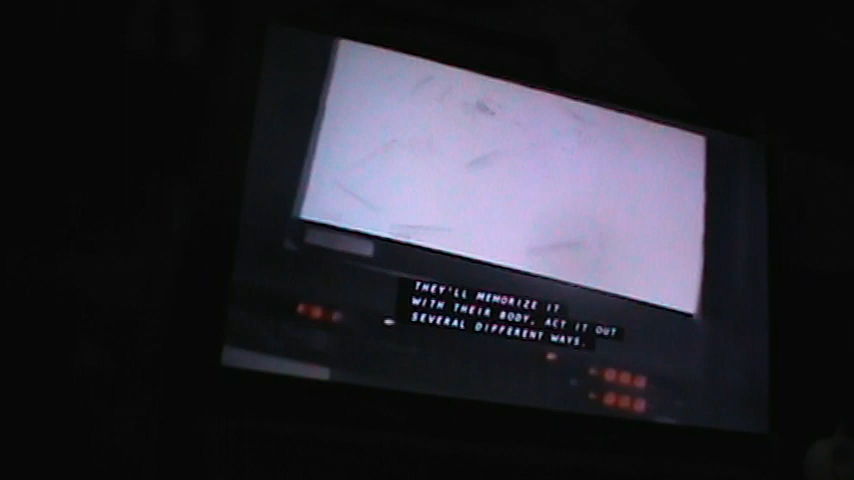 THEY'LL MEMORIZE IT
WITH THEIR BODY, ACT IT OUT
SEVERAL DIFFERENT WAYS.